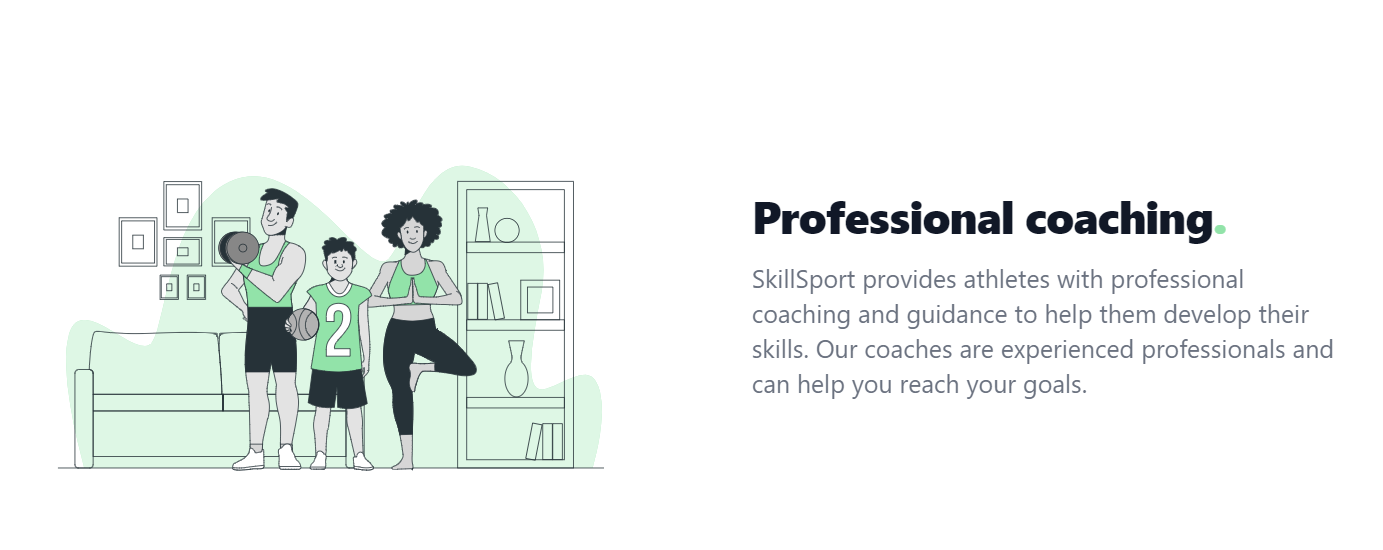 Professional coaching.
SkillSport provides athletes with professional
coaching and guidance to help them develop their
skills. Our coaches are experienced professionals and
can help you reach your goals.
2